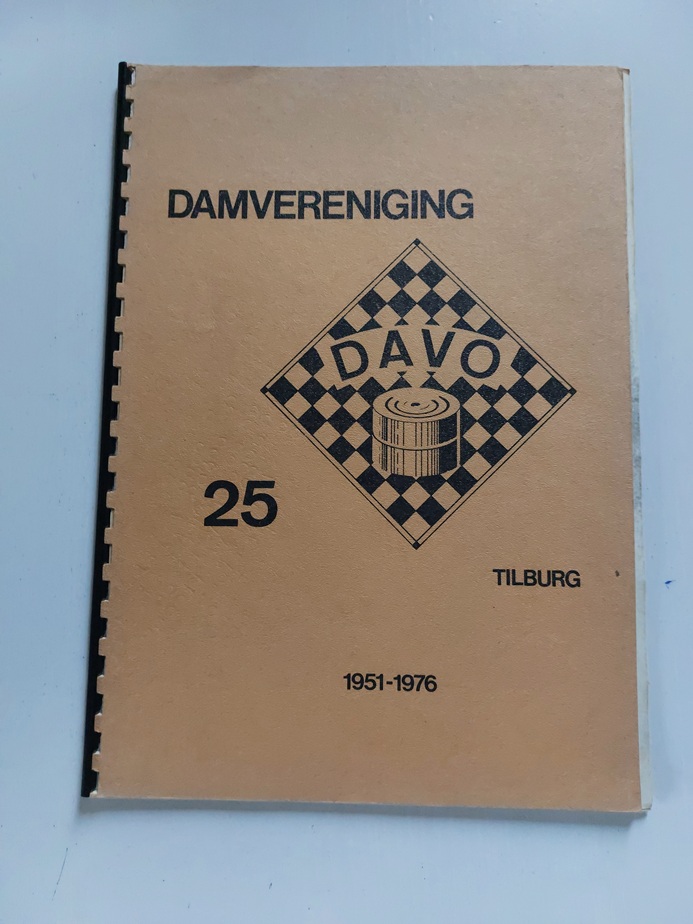 DAMVERENIGING
DAVO
25
TILBURG
1951-1976